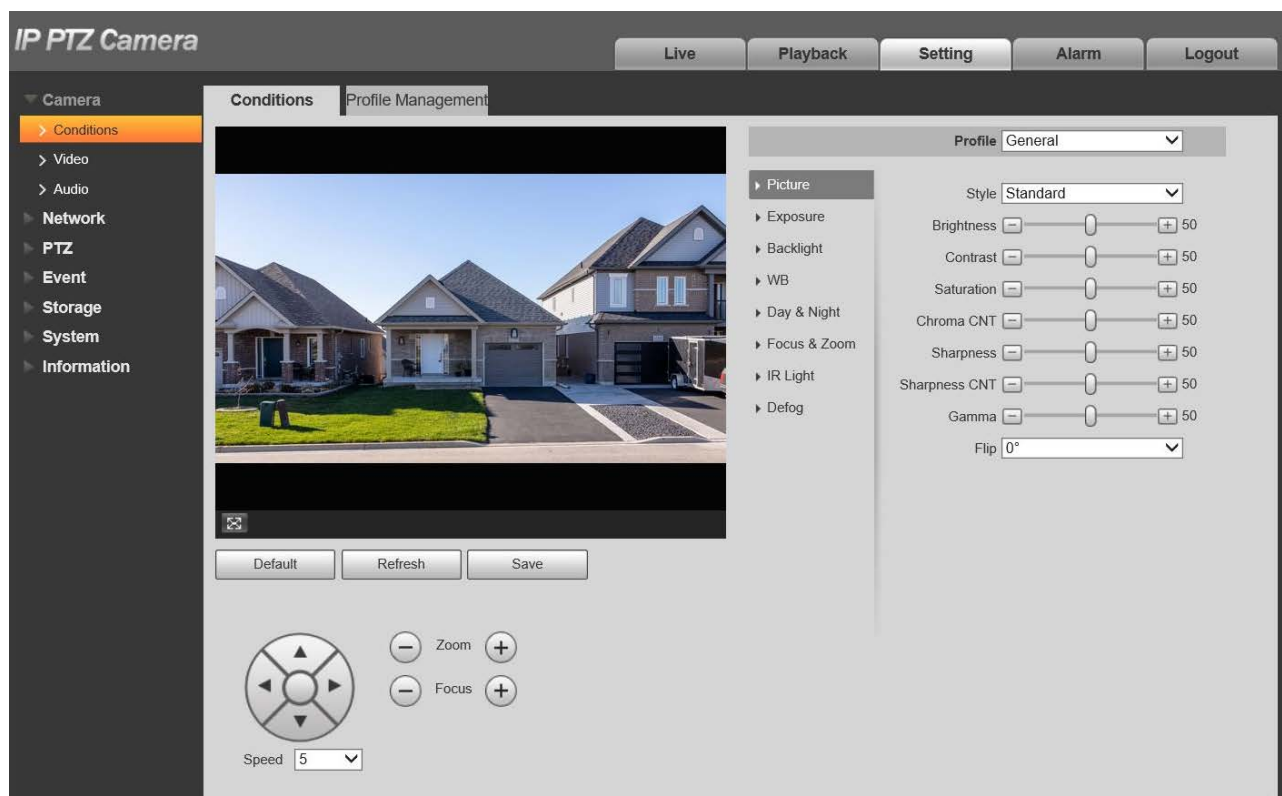 IP PTZ Camera
Live Playback Setting Alarm Logout
Camera
Conditions
Video
Audio
Network
PTZ
Event
Storage
System
Information
Conditions Profile Management
Profile General
Picture
Exposure
Backlight
WB
Day & Night
Focus & Zoom
IR Light
Defog
Style Standard
Brightness 50
Contrast 50
Saturation 50
Chroma CNT 50
Sharpness 50
Sharpness CNT 50
Gamma 50
Flip 0°
Default Refresh Save
Zoom
Focus
Speed 5